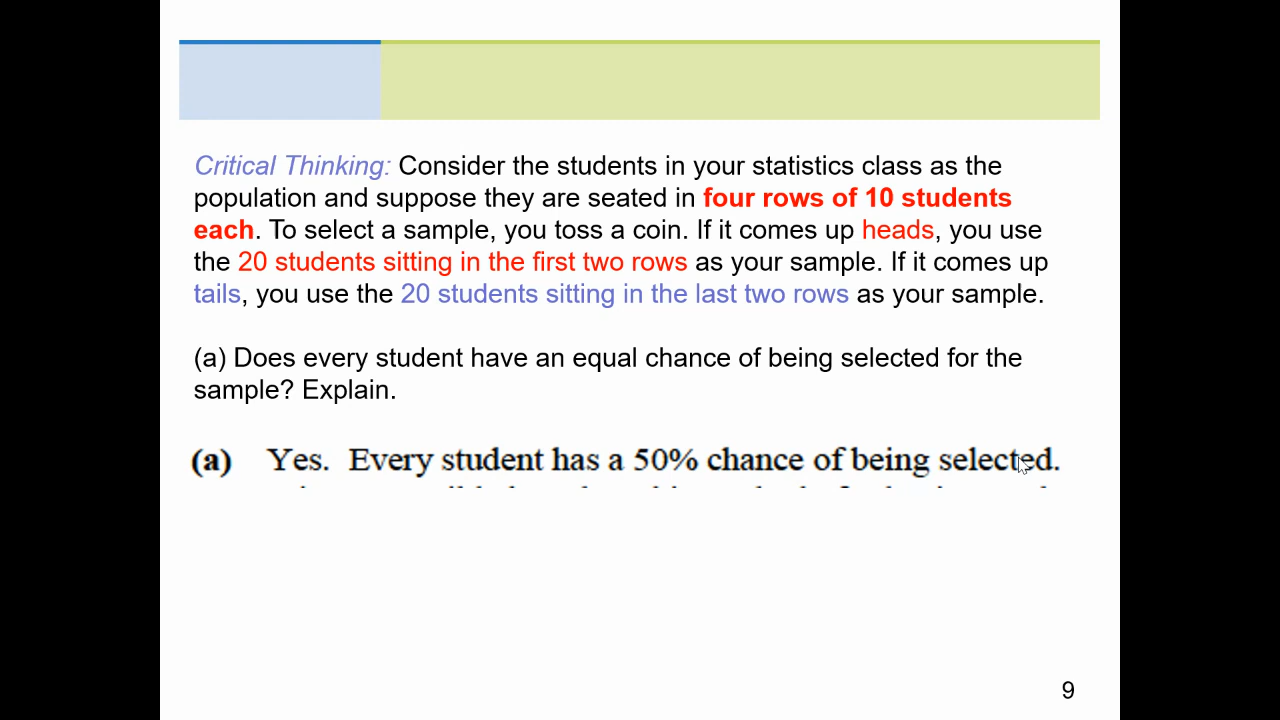 Critical Thinking: Consider the students in your statistics class as the
population and suppose they are seated in four rows of 10 students
each. To select a sample, you toss a coin. If it comes up heads, you use
the 20 students sitting in the first two rows as your sample. If it comes up
tails, you use the 20 students sitting in the last two rows as your sample.
(a) Does every student have an equal chance of being selected for the
sample? Explain.
(a) Yes. Every student has a 50% chance of being selected.
9